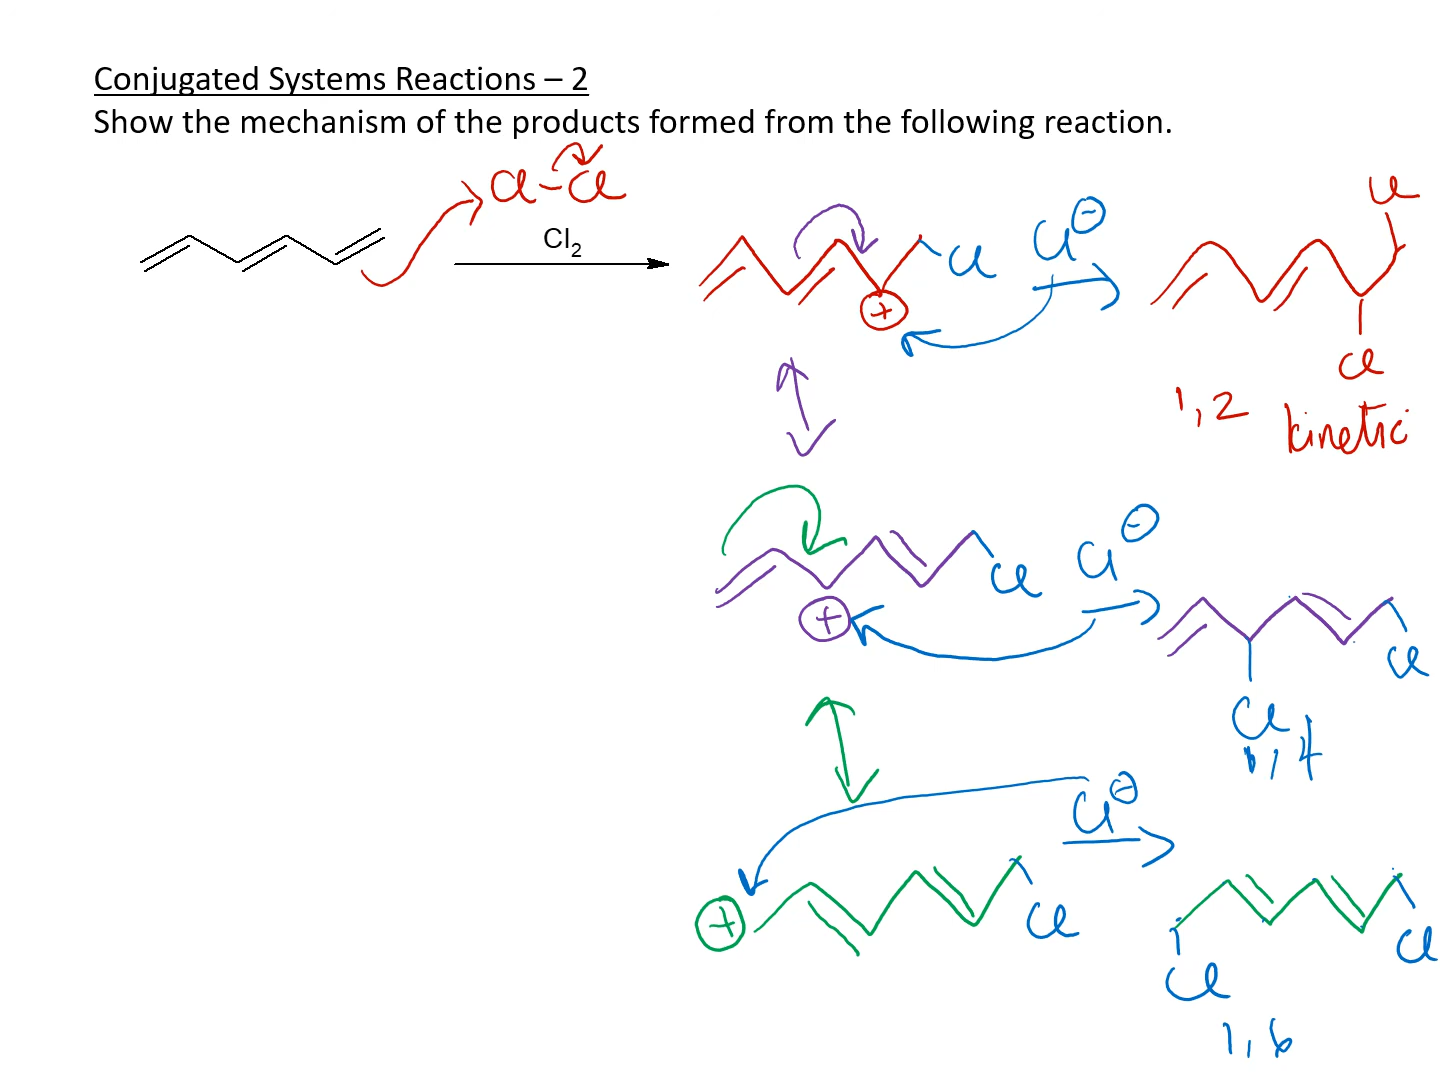 Conjugated Systems Reactions – 2
Show the mechanism of the products formed from the following reaction.
Cl–Cl
Cl2
Cl
+
Cl⊖
Cl
Cl
1,2 kinetic
Cl
+
Cl⊖
Cl
Cl
1,4
+
Cl
Cl⊖
Cl
Cl
1,6